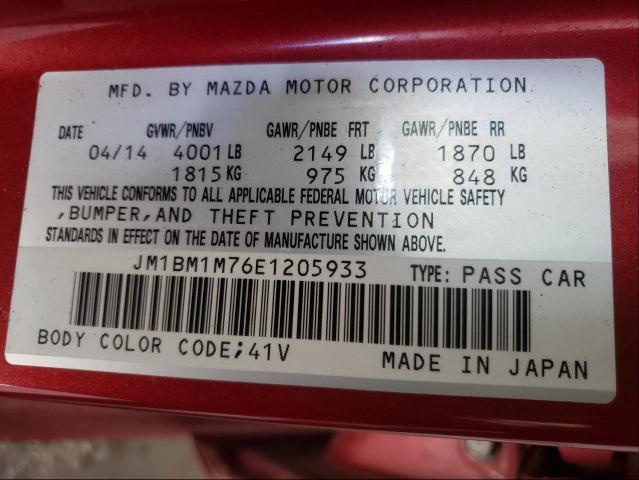 MFD. BY MAZDA MOTOR CORPORATION
DATE GVWR/PNBV GAWR/PNBE FRT GAWR/PNBE RR
04/14 4001 LB 2149 LB 1870 LB
1815 KG 975 KG 848 KG
THIS VEHICLE CONFORMS TO ALL APPLICABLE FEDERAL MOTOR VEHICLE SAFETY
,BUMPER,AND THEFT PREVENTION
STANDARDS IN EFFECT ON THE DATE OF MANUFACTURE SHOWN ABOVE.
JM1BM1M76E1205933 TYPE: PASS CAR
BODY COLOR CODE;41V MADE IN JAPAN